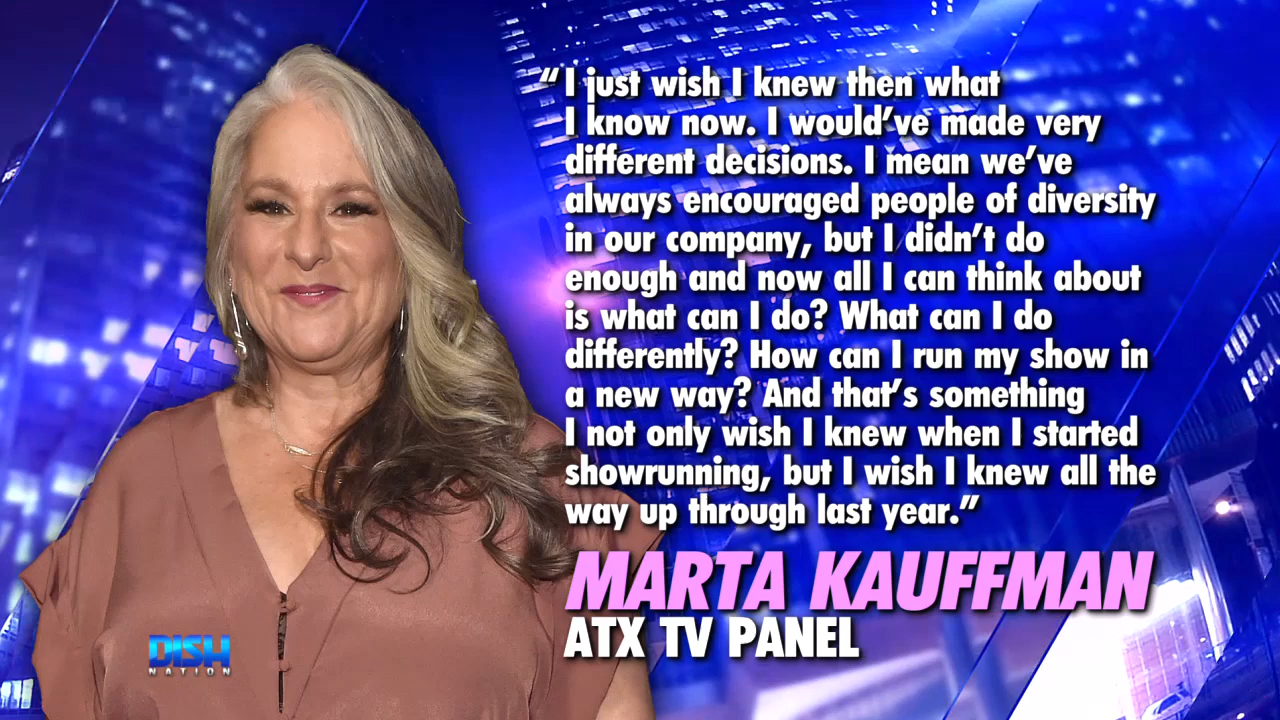 “I just wish I knew then what
I know now. I would’ve made very
different decisions. I mean we’ve
always encouraged people of diversity
in our company, but I didn’t do
enough and now all I can think about
is what can I do? What can I do
differently? How can I run my show in
a new way? And that’s something
I not only wish I knew when I started
showrunning, but I wish I knew all the
way up through last year.”
MARTA KAUFFMAN
ATX TV PANEL
DISH
NATION